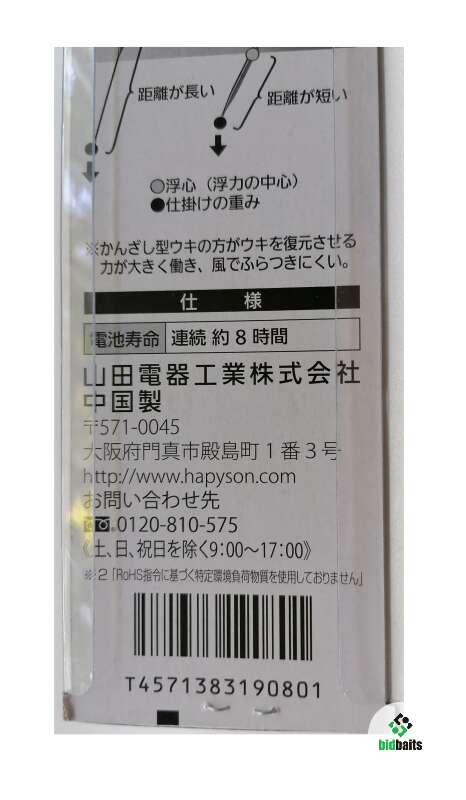 距離が長い
距離が短い
◎浮心（浮力の中心）
●仕掛けの重み
※かんざし型ウキの方がウキを復元させる
力が大きく働き、風でふらつきにくい。
仕 様
電池寿命 連続 約 8 時間
山田電器工業株式会社
中国製
〒571-0045
大阪府門真市殿島町１番３号
http://www.hapyson.com
お問い合わせ先
0120-810-575
《土、日、祝日を除く9:00〜17:00》
※2「RoHS指令に基づく特定環境負荷物質を使用しておりません」
T4571383190801
bidbaits